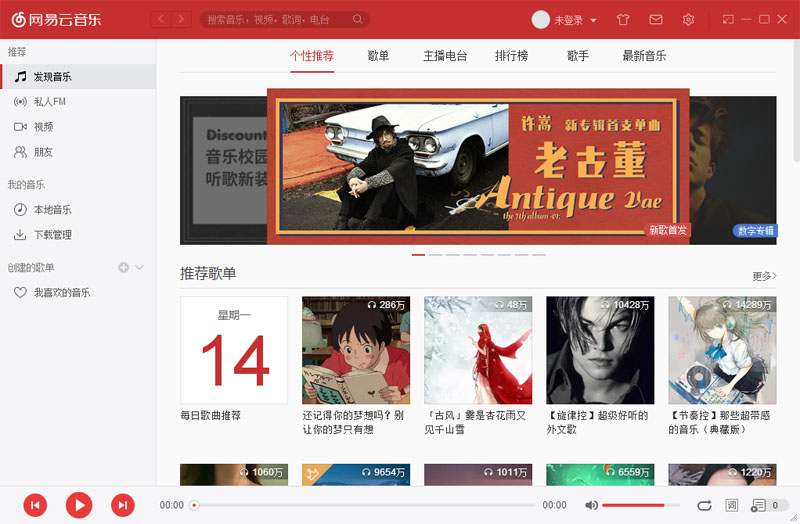 网易云音乐
搜索音乐，视频，歌词，电台
未登录
推荐
发现音乐
私人FM
视频
朋友
我的音乐
本地音乐
下载管理
创建的歌单
我喜欢的音乐
个性推荐 歌单 主播电台 排行榜 歌手 最新音乐
Discount
音乐校园
听歌新装
许嵩 新专辑首支单曲
老古董
Antique Vae
the 7th album -01-
新歌首发
数字专辑
推荐歌单
更多>
星期一
14
每日歌曲推荐
286万
还记得你的梦想吗？别
让你的梦只有想
48万
「古风」霎是杏花雨又
见千山雪
10428万
【旋律控】超级好听的
外文歌
14289万
【节奏控】那些超带感
的音乐（典藏版）
1060万
9654万
1011万
6559万
1220万
00:00
00:00
词
0